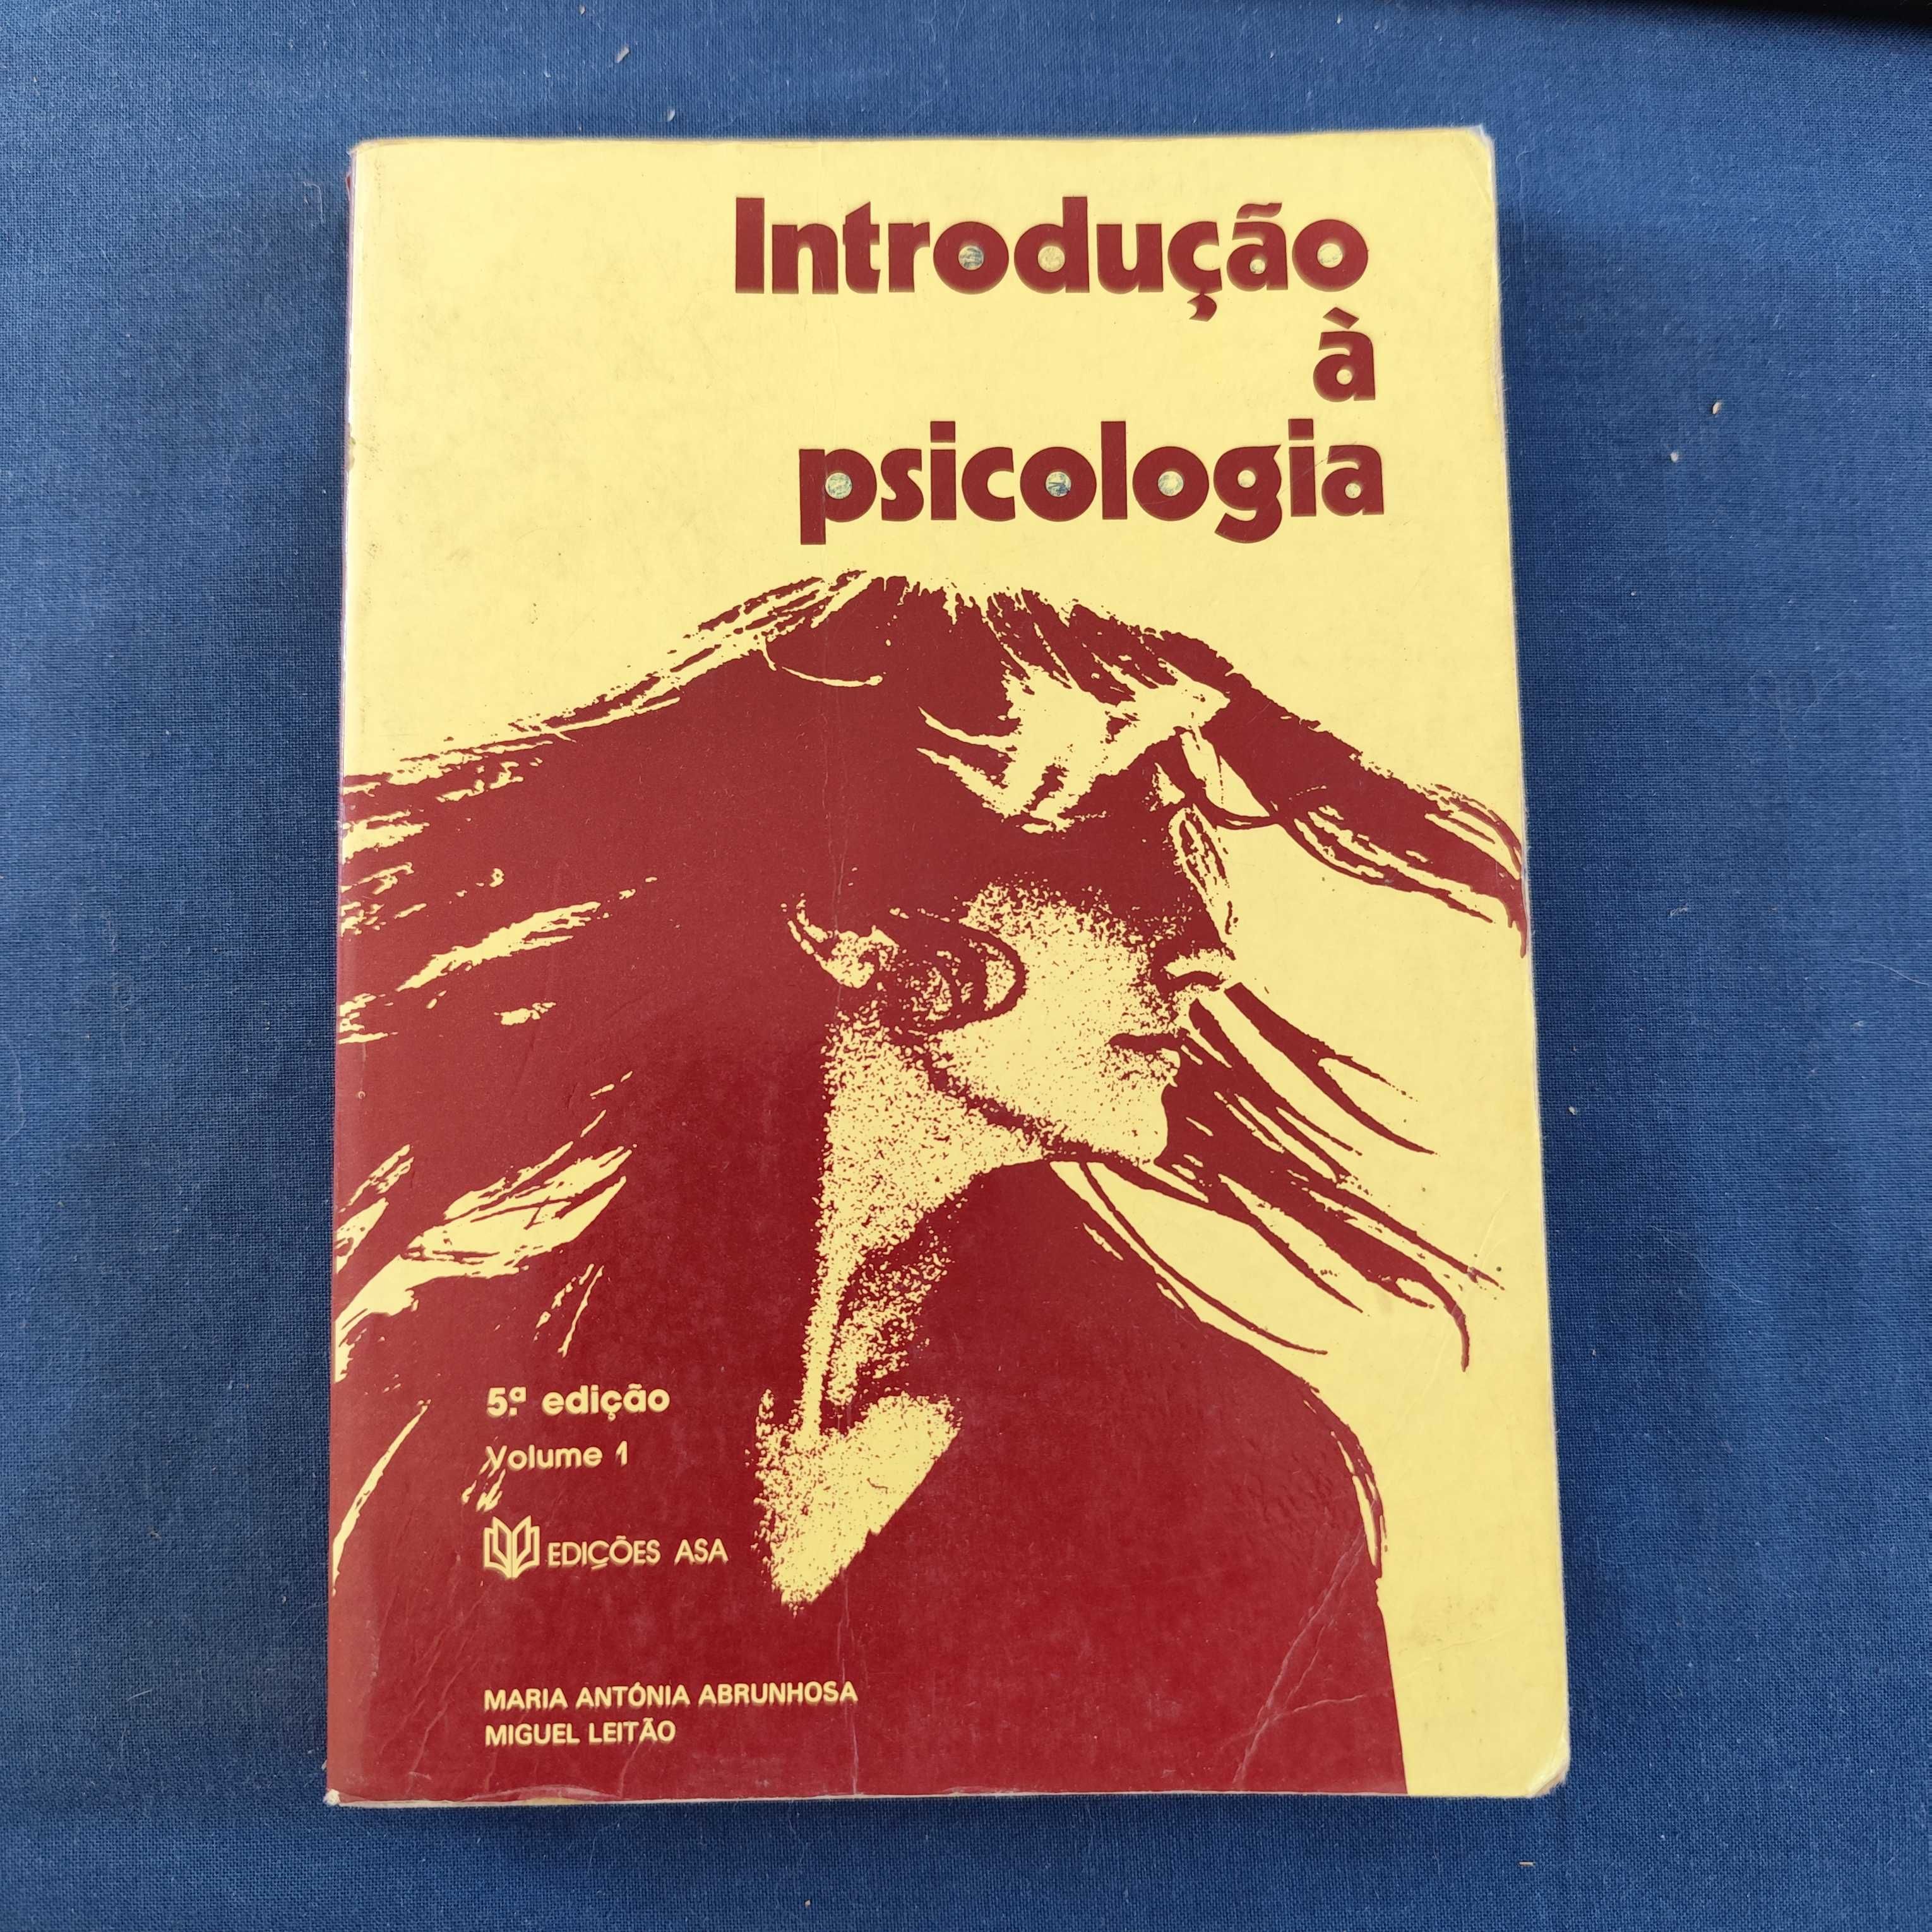 Introdução
à
psicologia
5.ª edição
Volume 1
EDIÇÕES ASA
MARIA ANTÓNIA ABRUNHOSA
MIGUEL LEITÃO